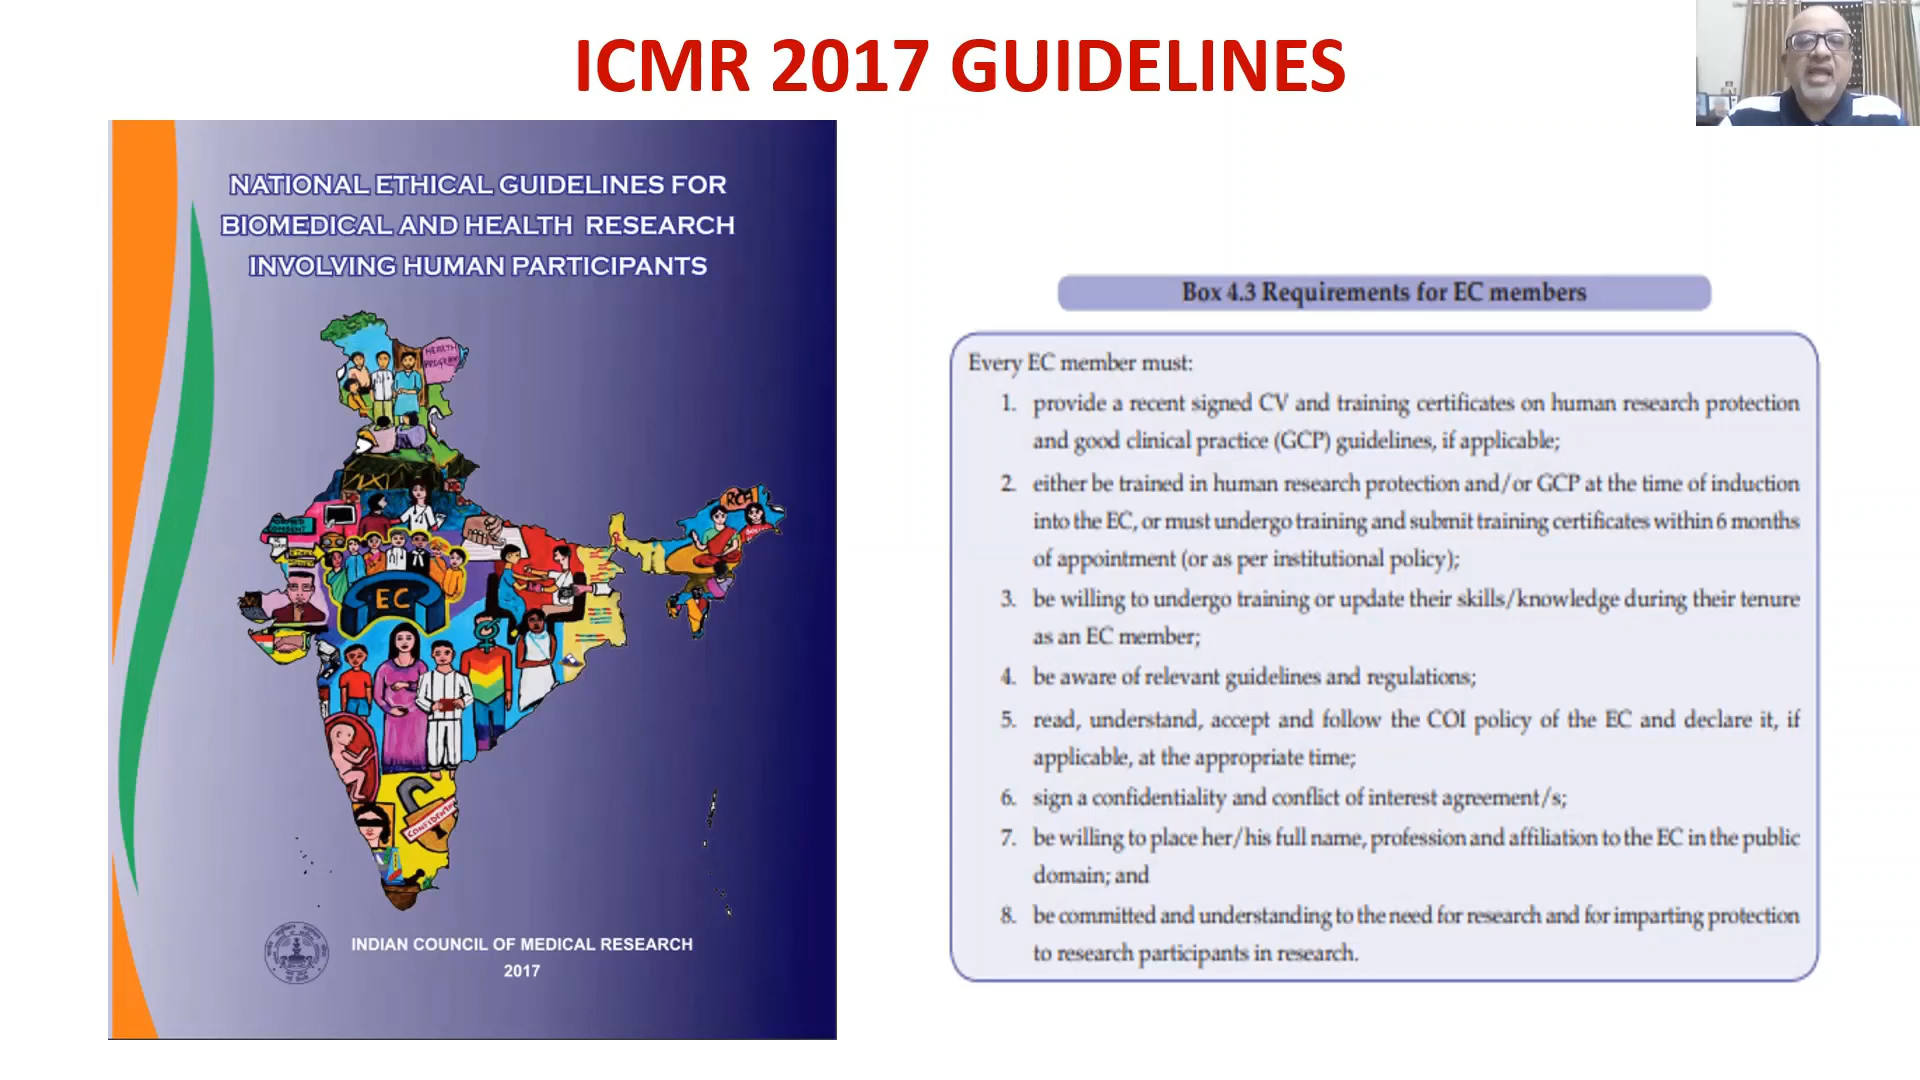 ICMR 2017 GUIDELINES
NATIONAL ETHICAL GUIDELINES FOR
BIOMEDICAL AND HEALTH RESEARCH
INVOLVING HUMAN PARTICIPANTS
HEALTH
RCH
EC
CONFIDENTIAL
INDIAN COUNCIL OF MEDICAL RESEARCH
2017
Box 4.3 Requirements for EC members
Every EC member must:
1. provide a recent signed CV and training certificates on human research protection
and good clinical practice (GCP) guidelines, if applicable;
2. either be trained in human research protection and/or GCP at the time of induction
into the EC, or must undergo training and submit training certificates within 6 months
of appointment (or as per institutional policy);
3. be willing to undergo training or update their skills/knowledge during their tenure
as an EC member;
4. be aware of relevant guidelines and regulations;
5. read, understand, accept and follow the COI policy of the EC and declare it, if
applicable, at the appropriate time;
6. sign a confidentiality and conflict of interest agreement/s;
7. be willing to place her/his full name, profession and affiliation to the EC in the public
domain; and
8. be committed and understanding to the need for research and for imparting protection
to research participants in research.